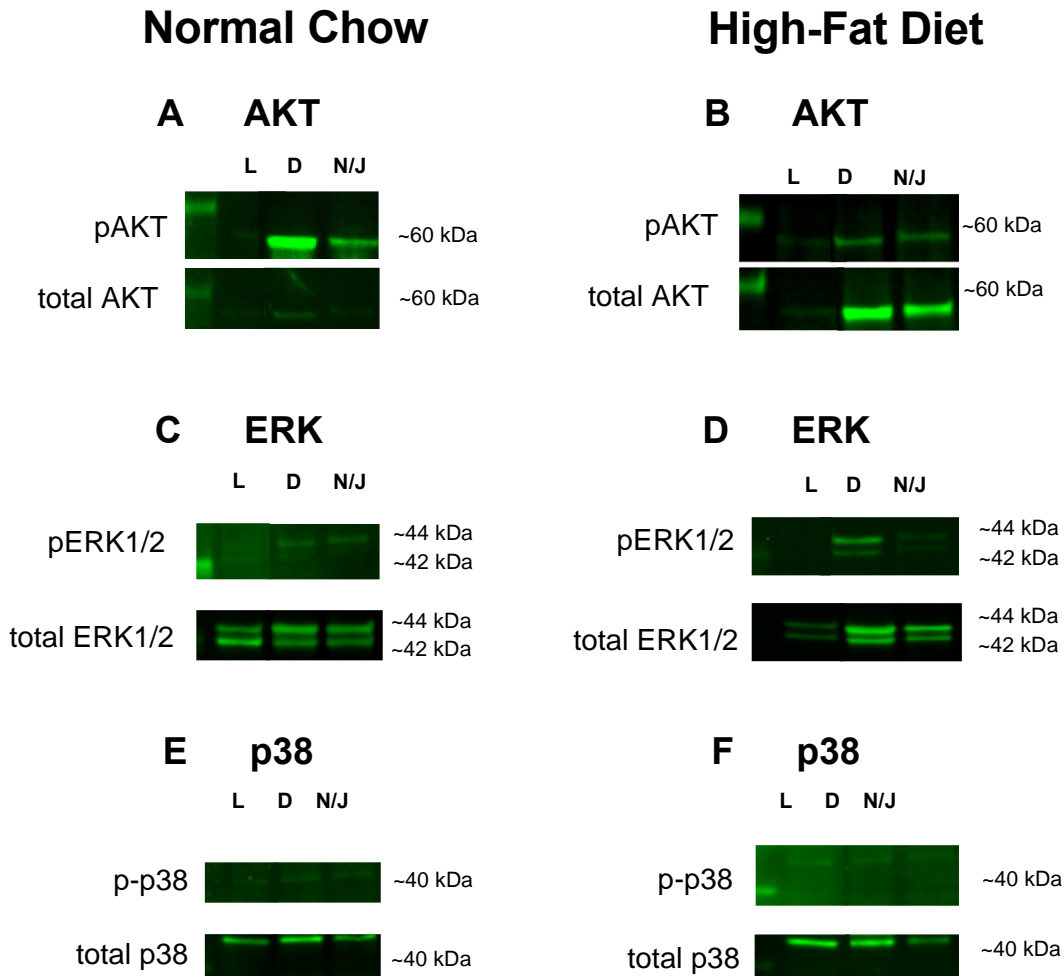 Normal Chow
High-Fat Diet
A AKT
L D N/J
pAKT
~60 kDa
total AKT
~60 kDa
B AKT
L D N/J
pAKT
~60 kDa
total AKT
~60 kDa
C ERK
L D N/J
pERK1/2
~44 kDa
~42 kDa
total ERK1/2
~44 kDa
~42 kDa
D ERK
L D N/J
pERK1/2
~44 kDa
~42 kDa
total ERK1/2
~44 kDa
~42 kDa
E p38
L D N/J
p-p38
~40 kDa
total p38
~40 kDa
F p38
L D N/J
p-p38
~40 kDa
total p38
~40 kDa